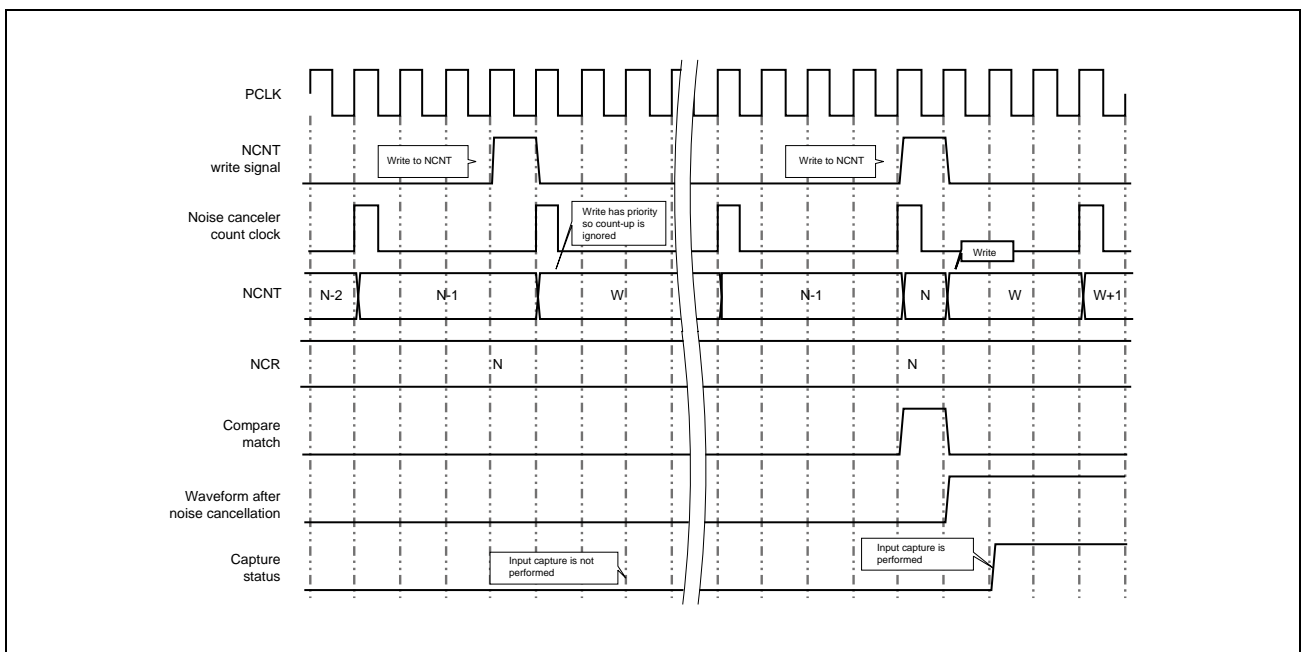 PCLK
NCNT
write signal
Write to NCNT
Write to NCNT
Noise canceler
count clock
Write has priority
so count-up is
ignored
Write
NCNT
N-2
N-1
W
N-1
N
W
W+1
NCR
N
N
Compare
match
Waveform after
noise cancellation
Capture
status
Input capture is not
performed
Input capture is
performed